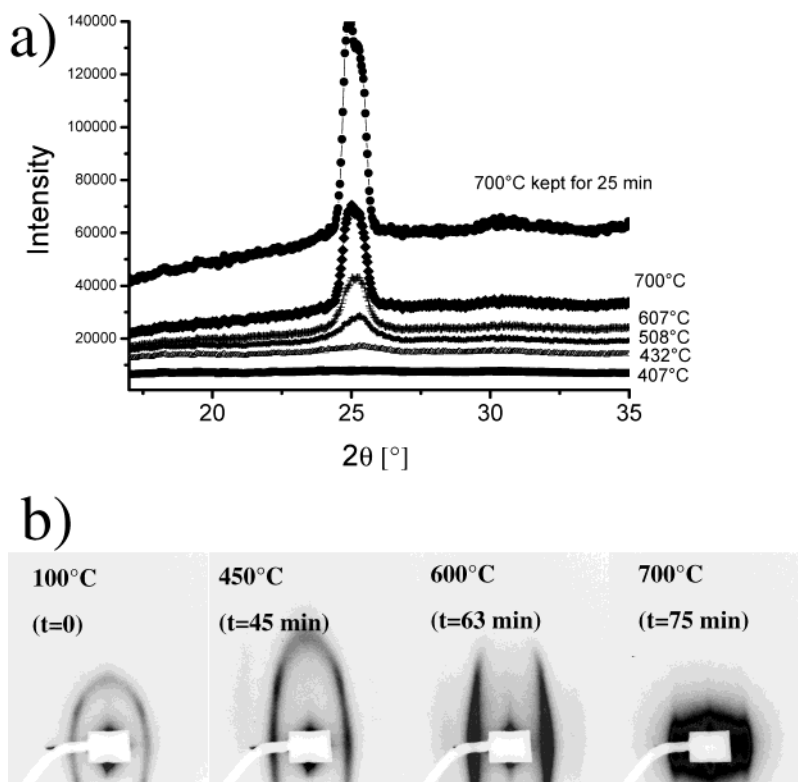 a)
140000
120000
100000
80000
60000
40000
20000
Intensity
700°C kept for 25 min
700°C
607°C
508°C
432°C
407°C
20 25 30 35
2θ [°]
b)
100°C 450°C 600°C 700°C
(t=0) (t=45 min) (t=63 min) (t=75 min)